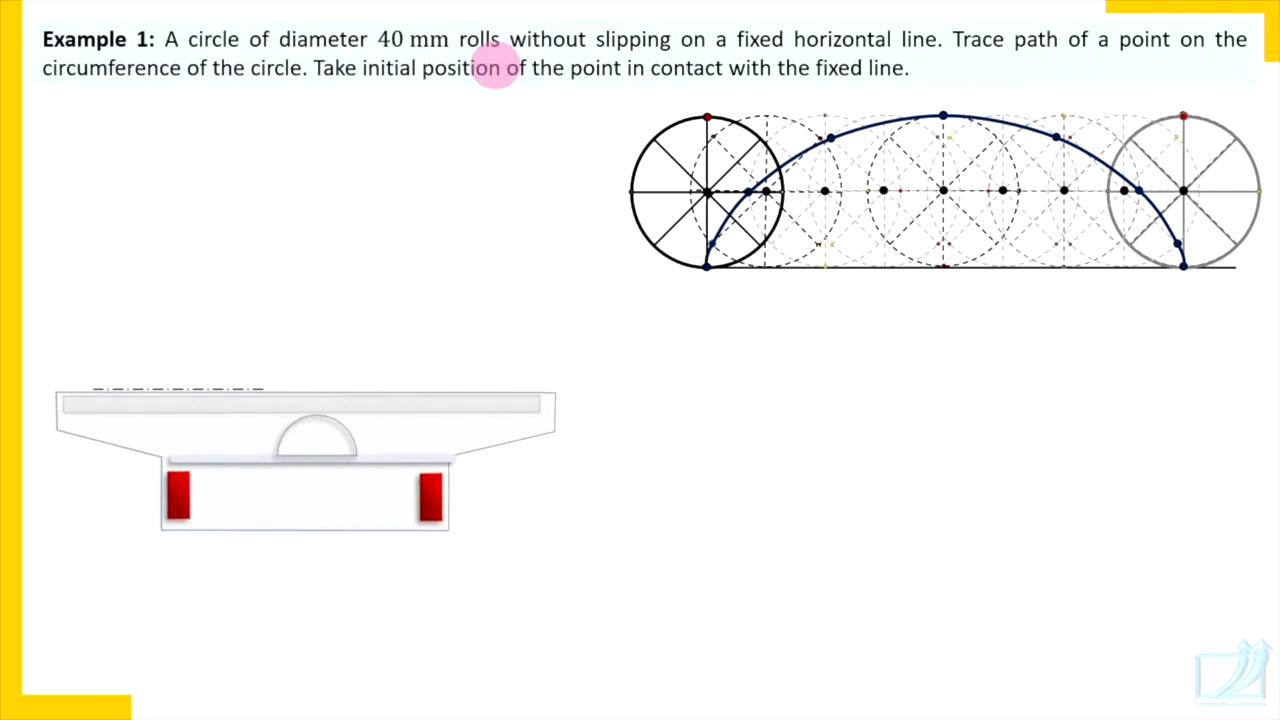 Example 1: A circle of diameter 40 mm rolls without slipping on a fixed horizontal line. Trace path of a point on the
circumference of the circle. Take initial position of the point in contact with the fixed line.